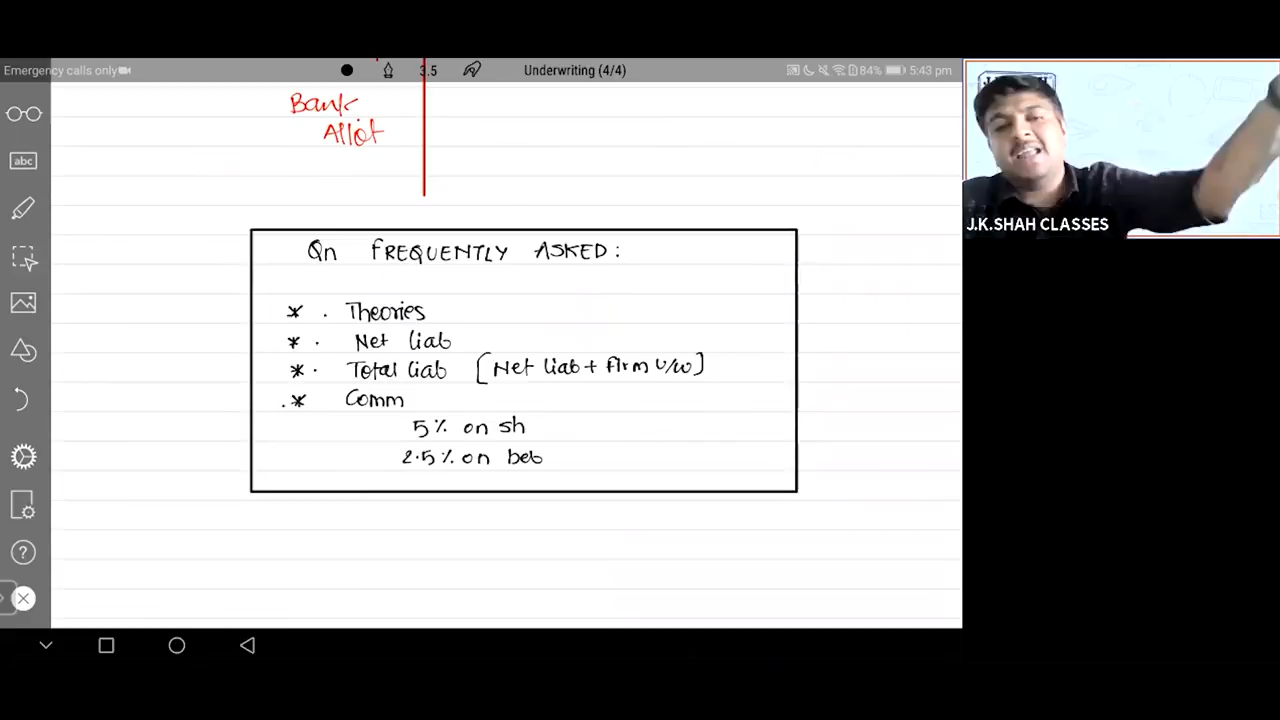 Emergency calls only
3.5
Underwriting (4/4)
84%
5:43 pm
abc
Bank
Allot
Qn FREQUENTLY ASKED:
* . Theories
* . Net liab
* . Total liab [Net liab + firm U/W]
. * Comm
5% on sh
2.5% on Deb
J.K.SHAH CLASSES